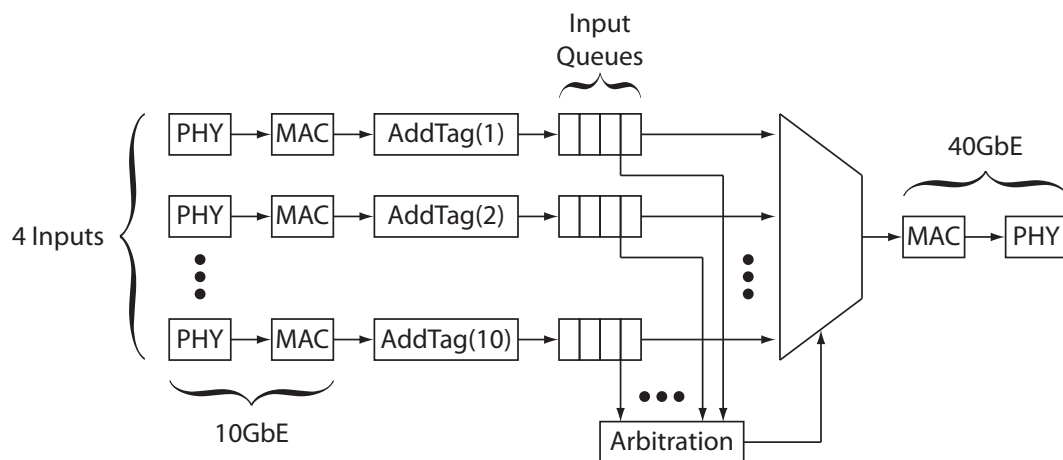 Input
Queues
PHY MAC AddTag(1)
40GbE
PHY MAC AddTag(2)
4 Inputs
MAC PHY
PHY MAC AddTag(10)
10GbE
Arbitration